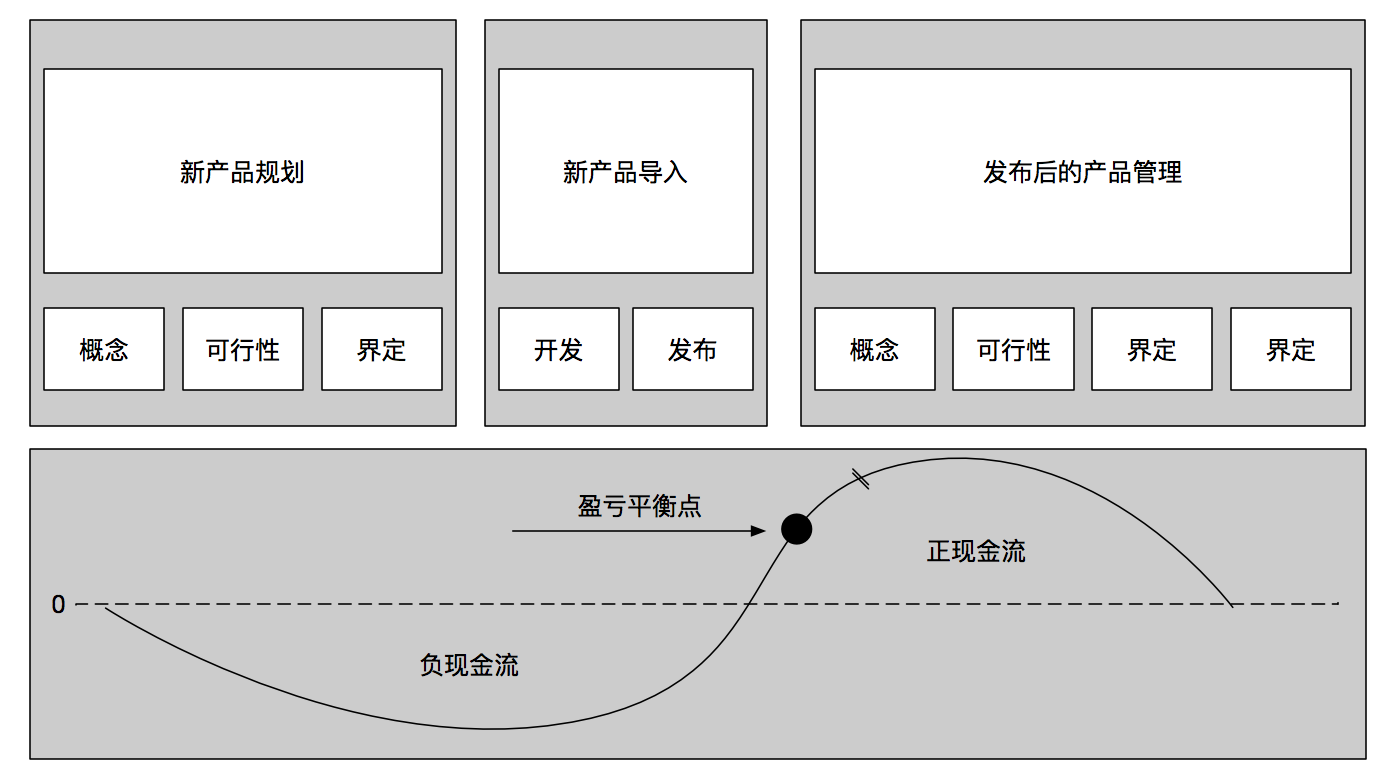 新产品规划
新产品导入
发布后的产品管理
概念
可行性
界定
开发
发布
概念
可行性
界定
界定
盈亏平衡点
正现金流
0
负现金流